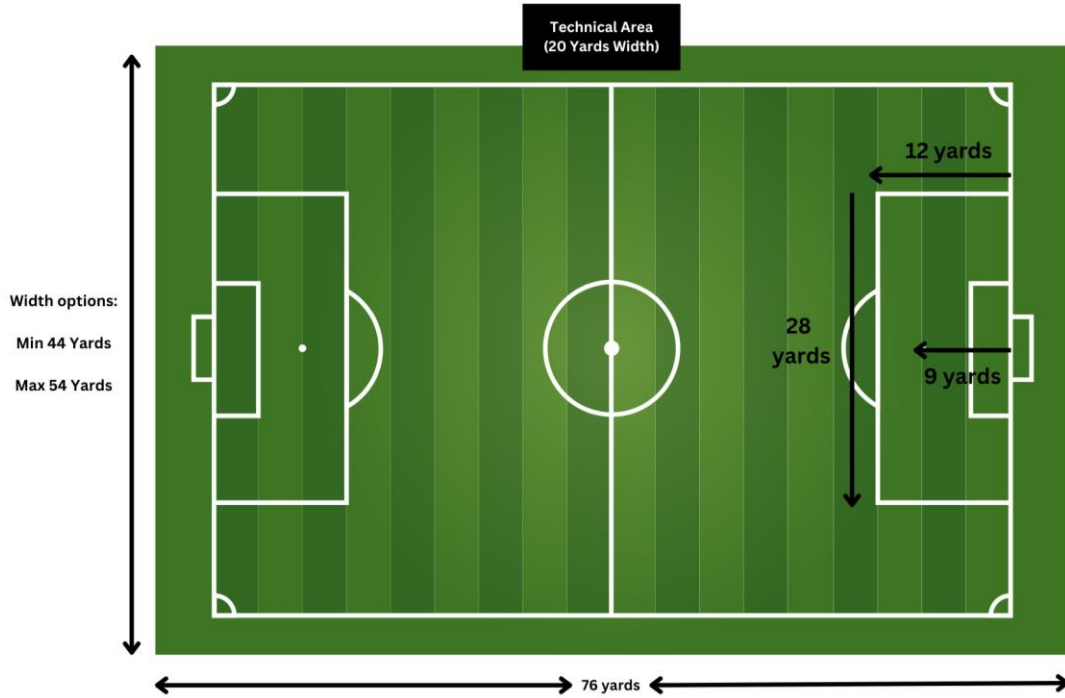 Technical Area
(20 Yards Width)
12 yards
Width options:
Min 44 Yards
Max 54 Yards
28
yards
9 yards
76 yards